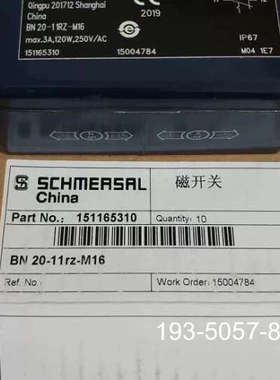 Qingpu 201712 Shanghai
China
BN 20-11RZ-M16
max.3A,120W,250V/AC
151165310
15004784
2019
IP67
M04 1E7
SCHMERSAL
China
磁开关
Part No.: 151165310
Quantity: 10
BN 20-11rz-M16
Ref. No.:
Work Order: 15004784
193-5057-8